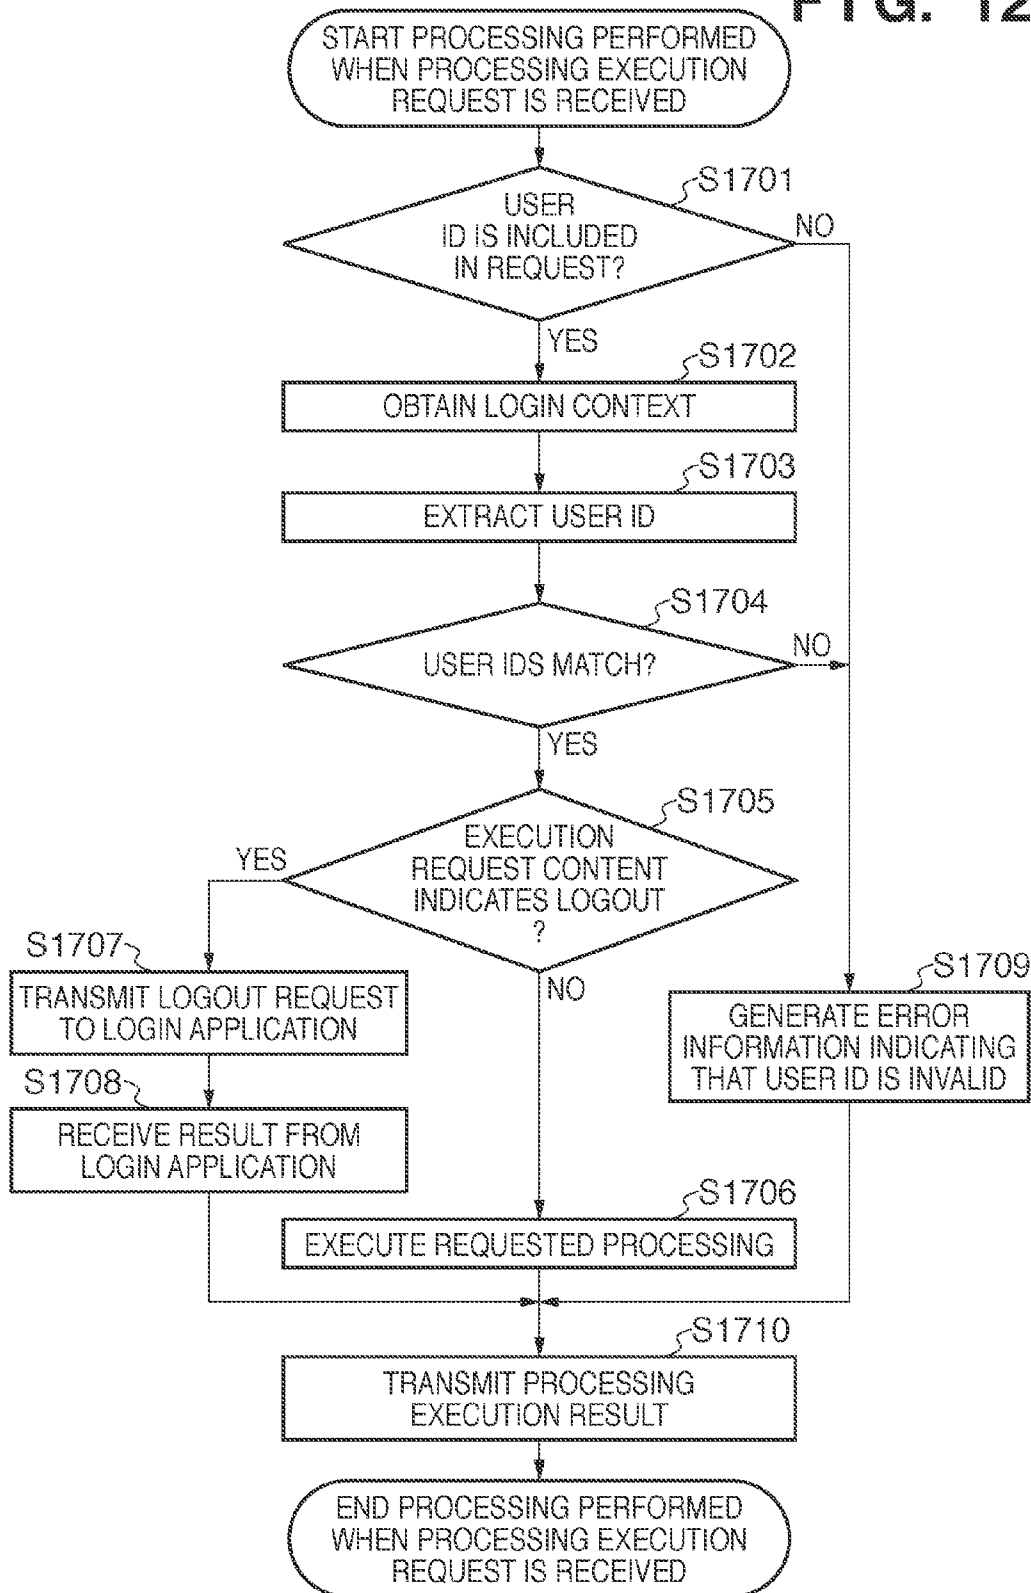 FIG. 12
START PROCESSING PERFORMED
WHEN PROCESSING EXECUTION
REQUEST IS RECEIVED
S1701
USER
ID IS INCLUDED
IN REQUEST?
NO
YES
S1702
OBTAIN LOGIN CONTEXT
S1703
EXTRACT USER ID
S1704
USER IDS MATCH?
NO
YES
S1705
EXECUTION
REQUEST CONTENT
INDICATES LOGOUT
?
YES
NO
S1707
TRANSMIT LOGOUT REQUEST
TO LOGIN APPLICATION
S1709
GENERATE ERROR
INFORMATION INDICATING
THAT USER ID IS INVALID
S1708
RECEIVE RESULT FROM
LOGIN APPLICATION
S1706
EXECUTE REQUESTED PROCESSING
S1710
TRANSMIT PROCESSING
EXECUTION RESULT
END PROCESSING PERFORMED
WHEN PROCESSING EXECUTION
REQUEST IS RECEIVED